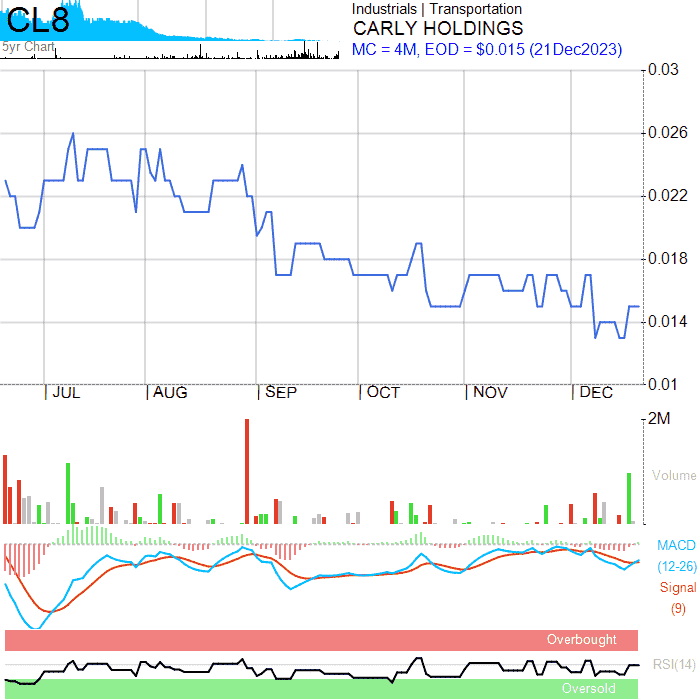 CL8
5yr Chart
Industrials | Transportation
CARLY HOLDINGS
MC = 4M, EOD = $0.015 (21Dec2023)
0.03
0.026
0.022
0.018
0.014
0.01
JUL AUG SEP OCT NOV DEC
2M
Volume
MACD
(12-26)
Signal
(9)
Overbought
RSI(14)
Oversold